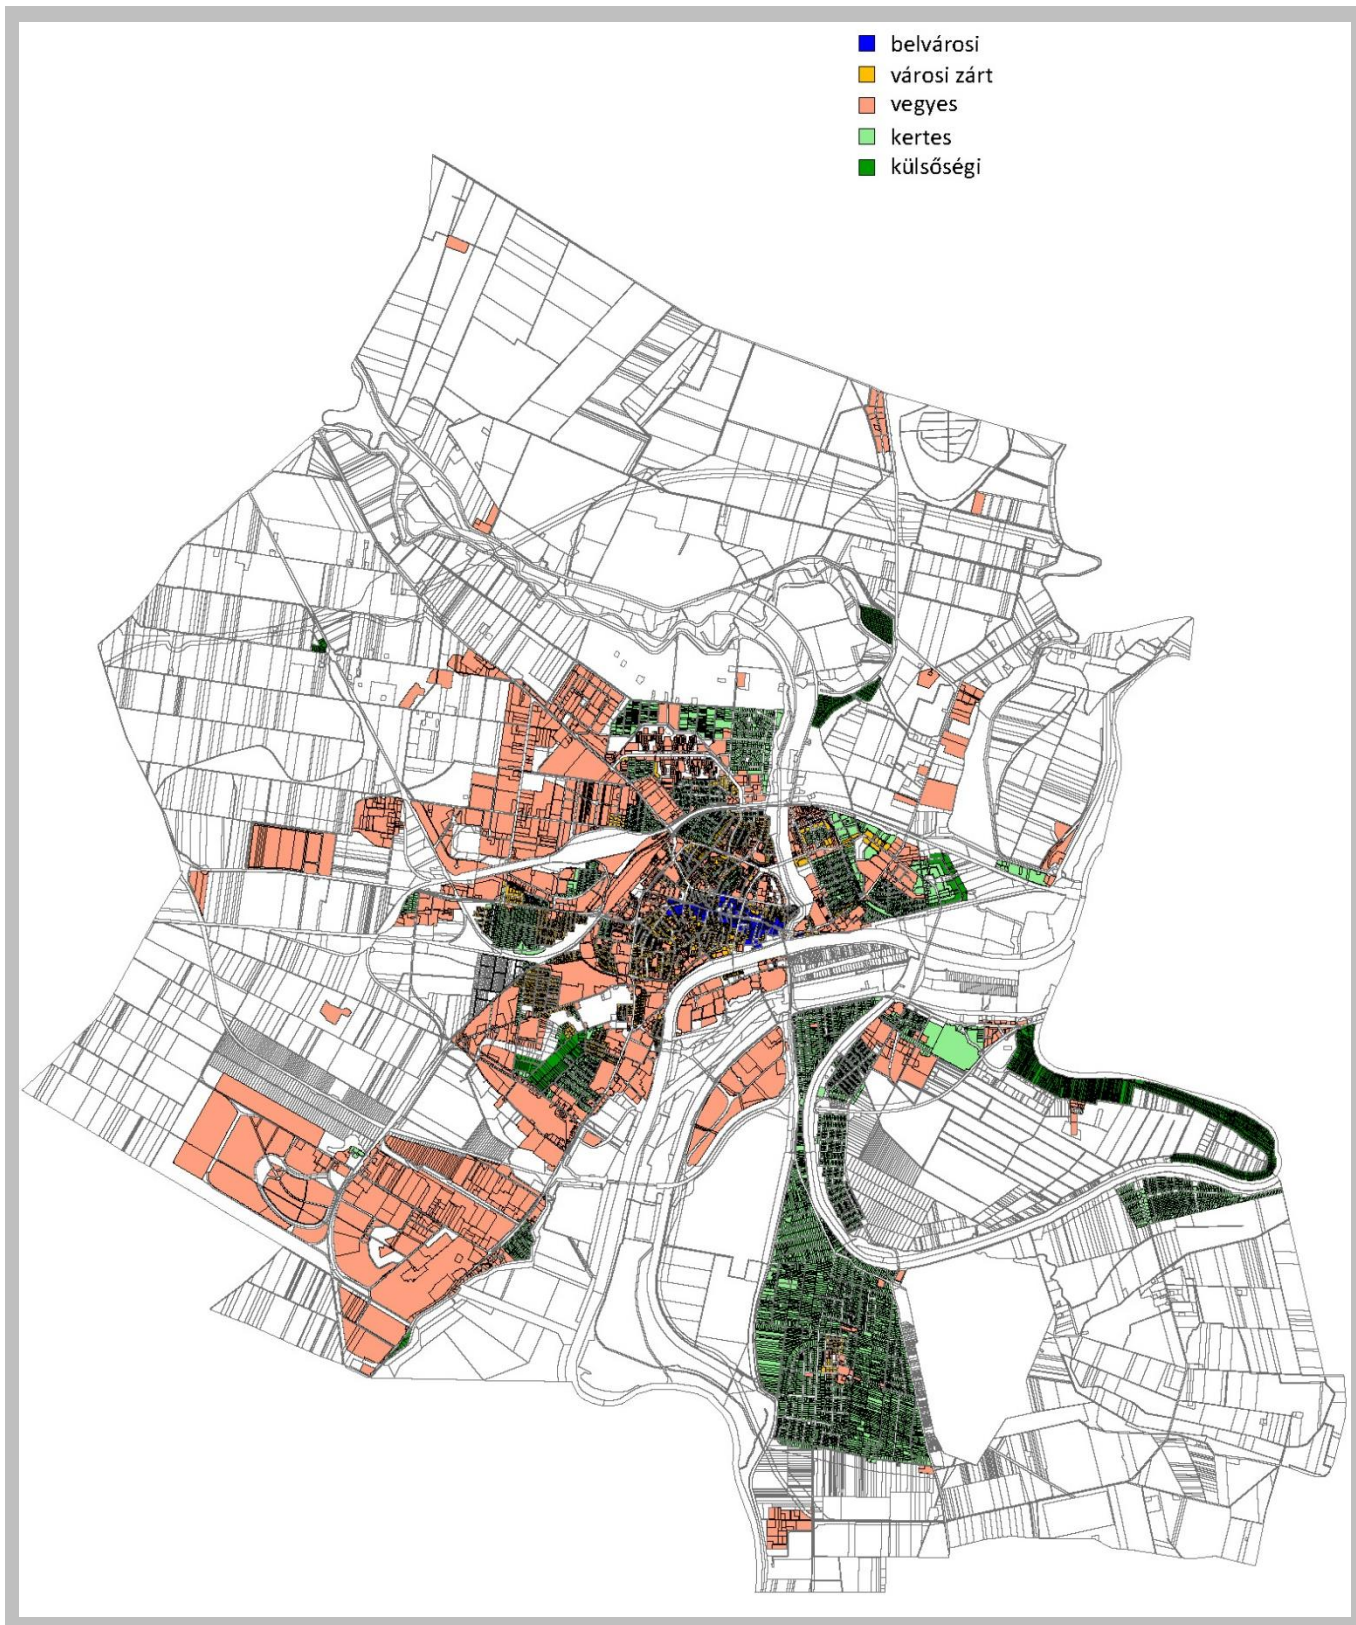 belvárosi
városi zárt
vegyes
kertes
külsőségi